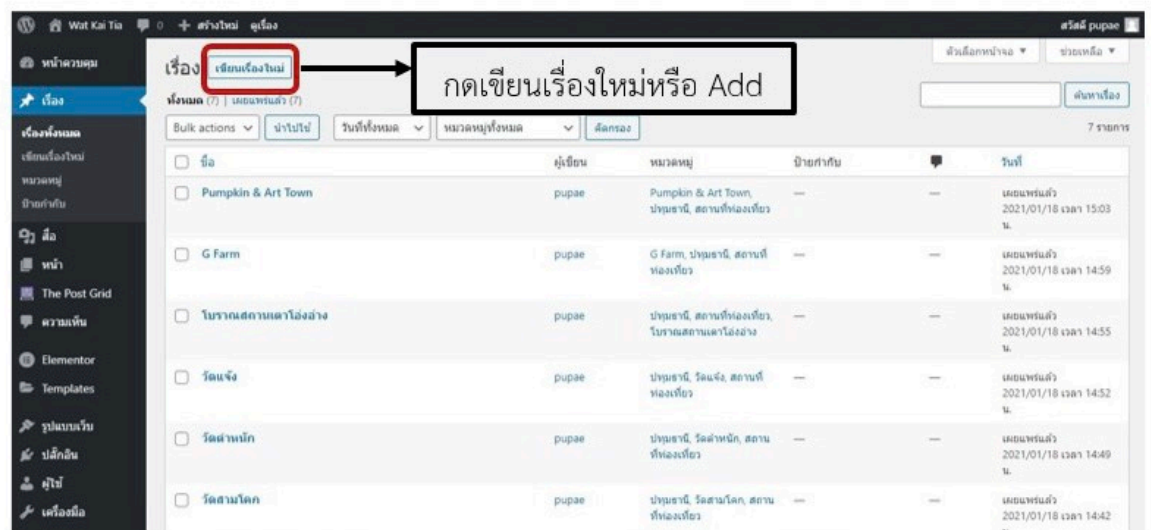 Wat Kai Tia 0 + สร้างใหม่ ดูเรื่อง
สวัสดี pupae
หน้าควบคุม
เรื่อง
เรื่องทั้งหมด
เขียนเรื่องใหม่
หมวดหมู่
ป้ายกำกับ
สื่อ
หน้า
The Post Grid
ความเห็น
Elementor
Templates
รูปแบบเว็บ
ปลั๊กอิน
ผู้ใช้
เครื่องมือ
ตัวเลือกหน้าจอ ช่วยเหลือ
เรื่อง เขียนเรื่องใหม่
กดเขียนเรื่องใหม่หรือ Add
ทั้งหมด (7) | เผยแพร่แล้ว (7)
ค้นหาเรื่อง
Bulk actions นำไปใช้ วันที่ทั้งหมด หมวดหมู่ทั้งหมด คัดกรอง 7 รายการ
ชื่อ ผู้เขียน หมวดหมู่ ป้ายกำกับ วันที่
Pumpkin & Art Town pupae Pumpkin & Art Town, — — เผยแพร่แล้ว
ปทุมธานี, สถานที่ท่องเที่ยว 2021/01/18 เวลา 15:03
น.
G Farm pupae G Farm, ปทุมธานี, สถานที่ — — เผยแพร่แล้ว
ท่องเที่ยว 2021/01/18 เวลา 14:59
น.
โบราณสถานเตาโอ่งอ่าง pupae ปทุมธานี, สถานที่ท่องเที่ยว, — — เผยแพร่แล้ว
โบราณสถานเตาโอ่งอ่าง 2021/01/18 เวลา 14:55
น.
วัดแจ้ง pupae ปทุมธานี, วัดแจ้ง, สถานที่ — — เผยแพร่แล้ว
ท่องเที่ยว 2021/01/18 เวลา 14:52
น.
วัดตำหนัก pupae ปทุมธานี, วัดตำหนัก, สถาน — — เผยแพร่แล้ว
ที่ท่องเที่ยว 2021/01/18 เวลา 14:49
น.
วัดสามโคก pupae ปทุมธานี, วัดสามโคก, สถาน — — เผยแพร่แล้ว
ที่ท่องเที่ยว 2021/01/18 เวลา 14:42